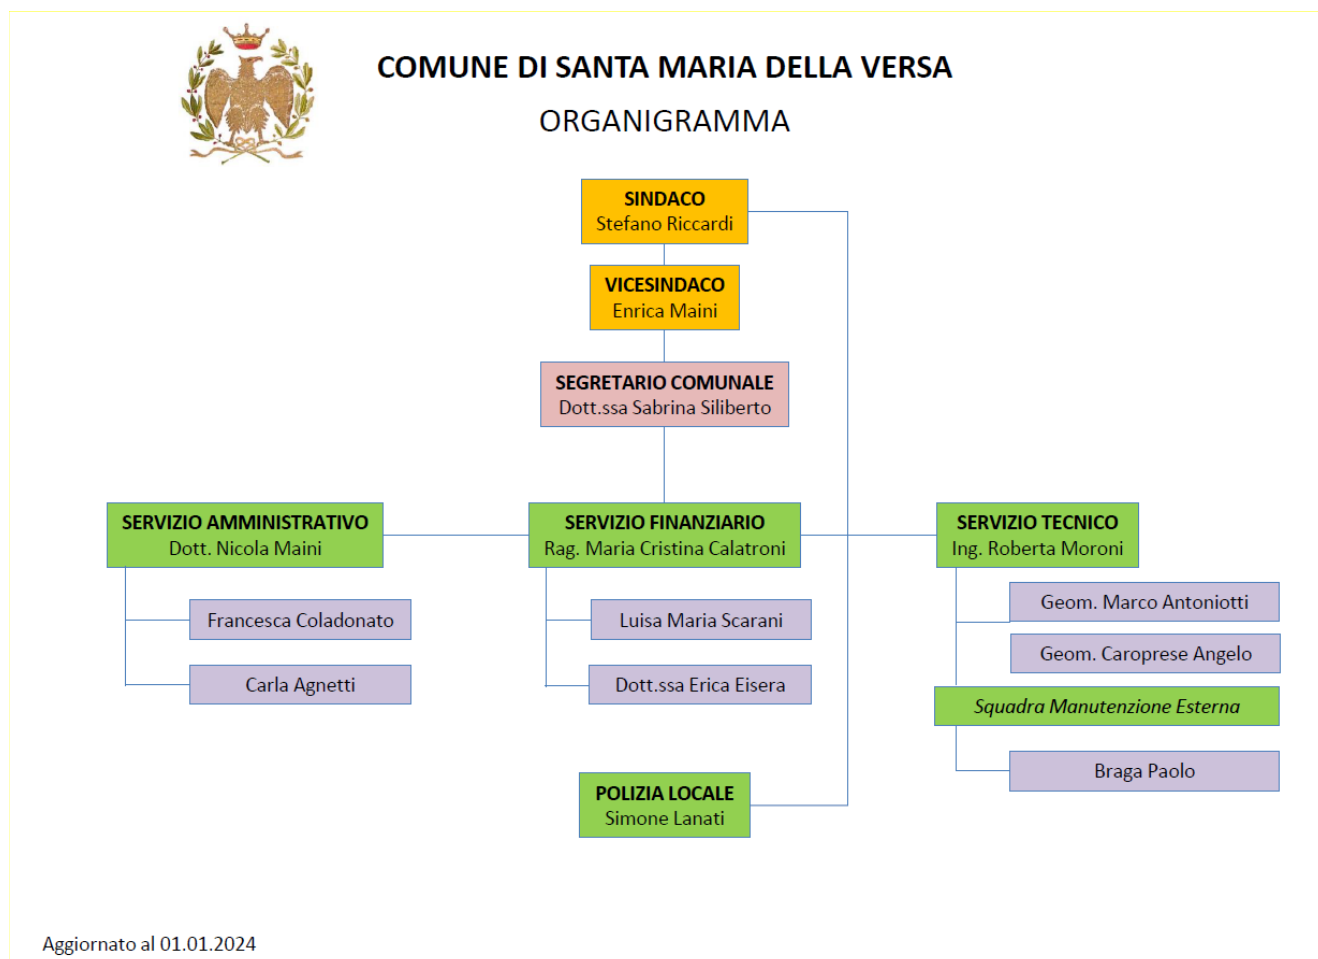 COMUNE DI SANTA MARIA DELLA VERSA
ORGANIGRAMMA
SINDACO
Stefano Riccardi
VICESINDACO
Enrica Maini
SEGRETARIO COMUNALE
Dott.ssa Sabrina Siliberto
SERVIZIO AMMINISTRATIVO
Dott. Nicola Maini
Francesca Coladonato
Carla Agnetti
SERVIZIO FINANZIARIO
Rag. Maria Cristina Calatroni
Luisa Maria Scarani
Dott.ssa Erica Eisera
SERVIZIO TECNICO
Ing. Roberta Moroni
Geom. Marco Antoniotti
Geom. Caroprese Angelo
Squadra Manutenzione Esterna
Braga Paolo
POLIZIA LOCALE
Simone Lanati
Aggiornato al 01.01.2024